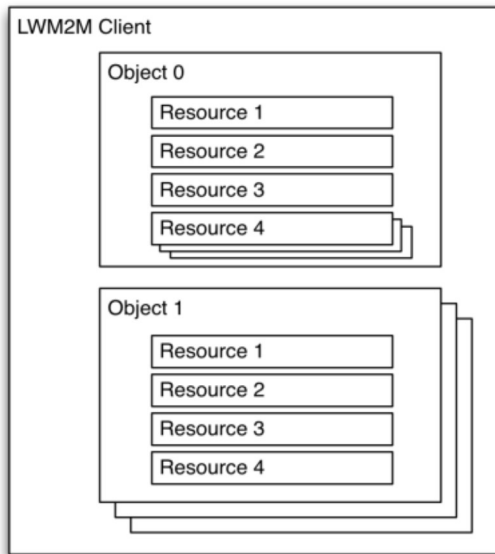 LWM2M Client
Object 0
Resource 1
Resource 2
Resource 3
Resource 4
Object 1
Resource 1
Resource 2
Resource 3
Resource 4